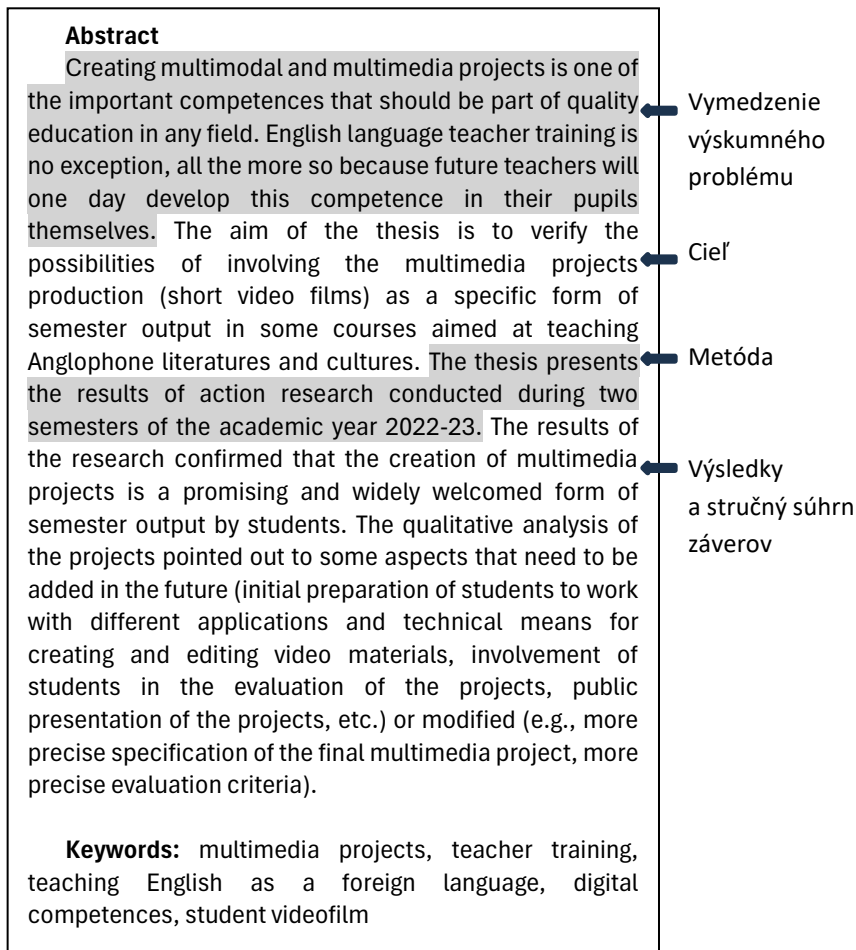 Abstract
Creating multimodal and multimedia projects is one of
the important competences that should be part of quality
education in any field. English language teacher training is
no exception, all the more so because future teachers will
one day develop this competence in their pupils
themselves. The aim of the thesis is to verify the
possibilities of involving the multimedia projects
production (short video films) as a specific form of
semester output in some courses aimed at teaching
Anglophone literatures and cultures. The thesis presents
the results of action research conducted during two
semesters of the academic year 2022-23. The results of
the research confirmed that the creation of multimedia
projects is a promising and widely welcomed form of
semester output by students. The qualitative analysis of
the projects pointed out to some aspects that need to be
added in the future (initial preparation of students to work
with different applications and technical means for
creating and editing video materials, involvement of
students in the evaluation of the projects, public
presentation of the projects, etc.) or modified (e.g., more
precise specification of the final multimedia project, more
precise evaluation criteria).
Keywords: multimedia projects, teacher training,
teaching English as a foreign language, digital
competences, student videofilm
Vymedzenie
výskumného
problému
Cieľ
Metóda
Výsledky
a stručný súhrn
záverov